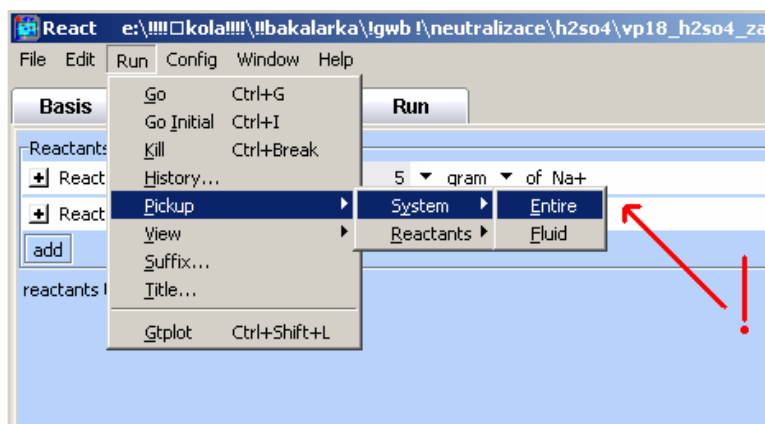 React e:\!!!!□kola!!!!\!!bakalarka\!gwb !\neutralizace\h2so4\vp18_h2so4_za
File Edit Run Config Window Help
Basis Run
Go Ctrl+G
Go Initial Ctrl+I
Kill Ctrl+Break
History...
Pickup
View
Suffix...
Title...
Gtplot Ctrl+Shift+L
System
Reactants
Entire
Fluid
Reactants
React 5 gram of Na+
React
add
reactants
!